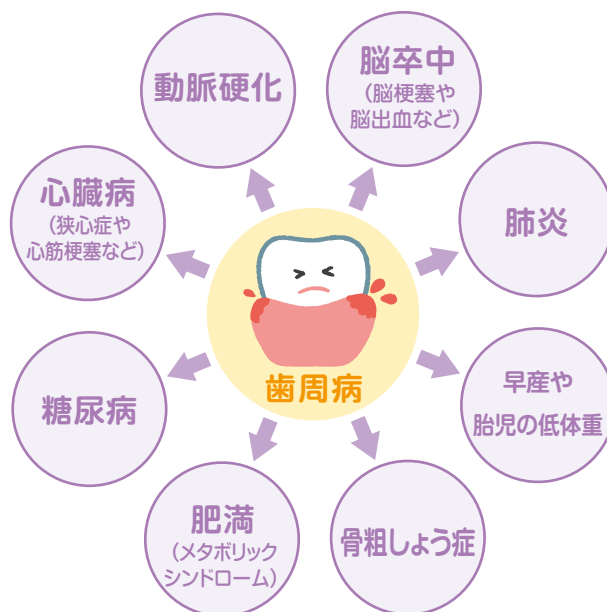 動脈硬化
脳卒中
（脳梗塞や
脳出血など）
心臓病
（狭心症や
心筋梗塞など）
肺炎
歯周病
糖尿病
早産や
胎児の低体重
肥満
（メタボリック
シンドローム）
骨粗しょう症